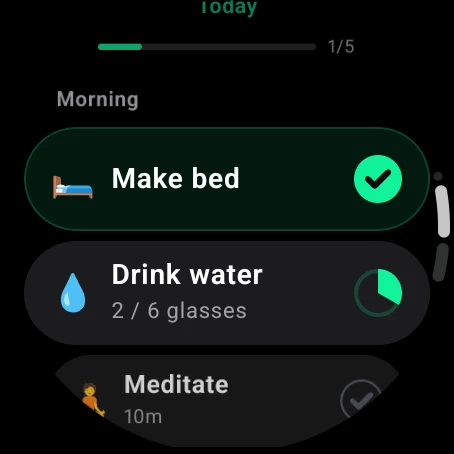 Today
1/5
Morning
Make bed
Drink water
2 / 6 glasses
Meditate
10m